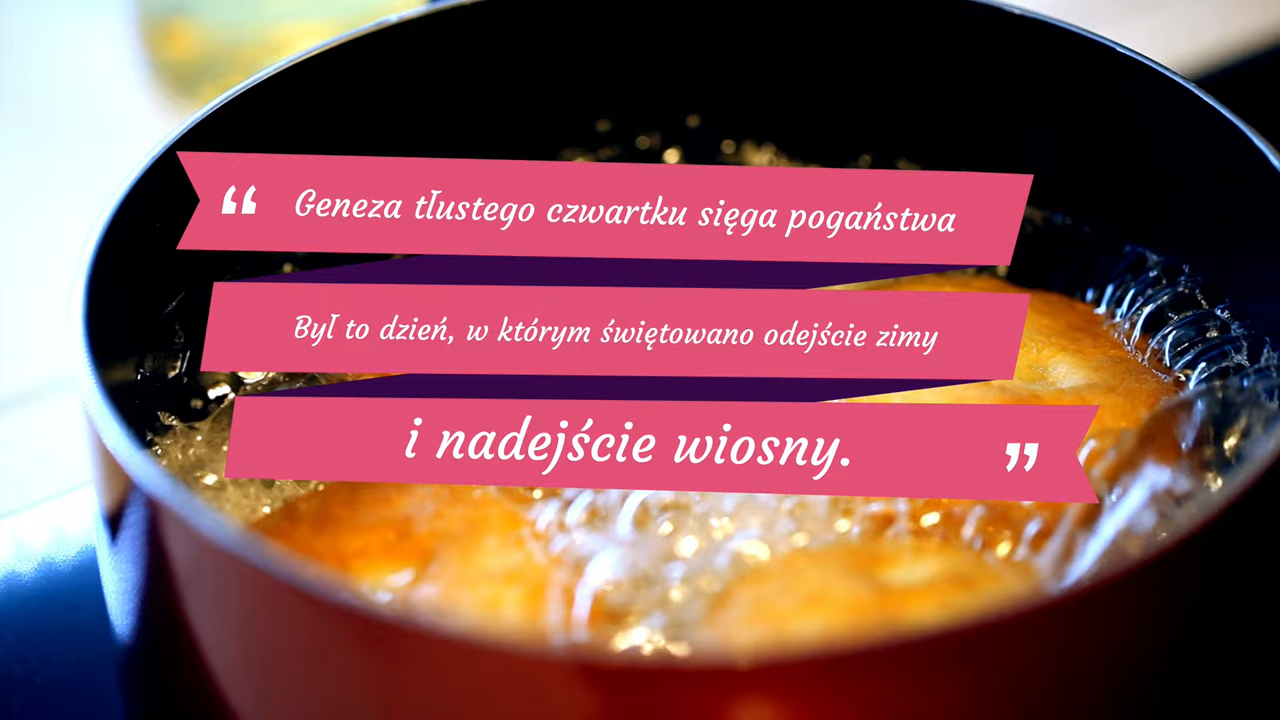 “ Geneza tłustego czwartku sięga pogaństwa
Był to dzień, w którym świętowano odejście zimy
i nadejście wiosny. ”